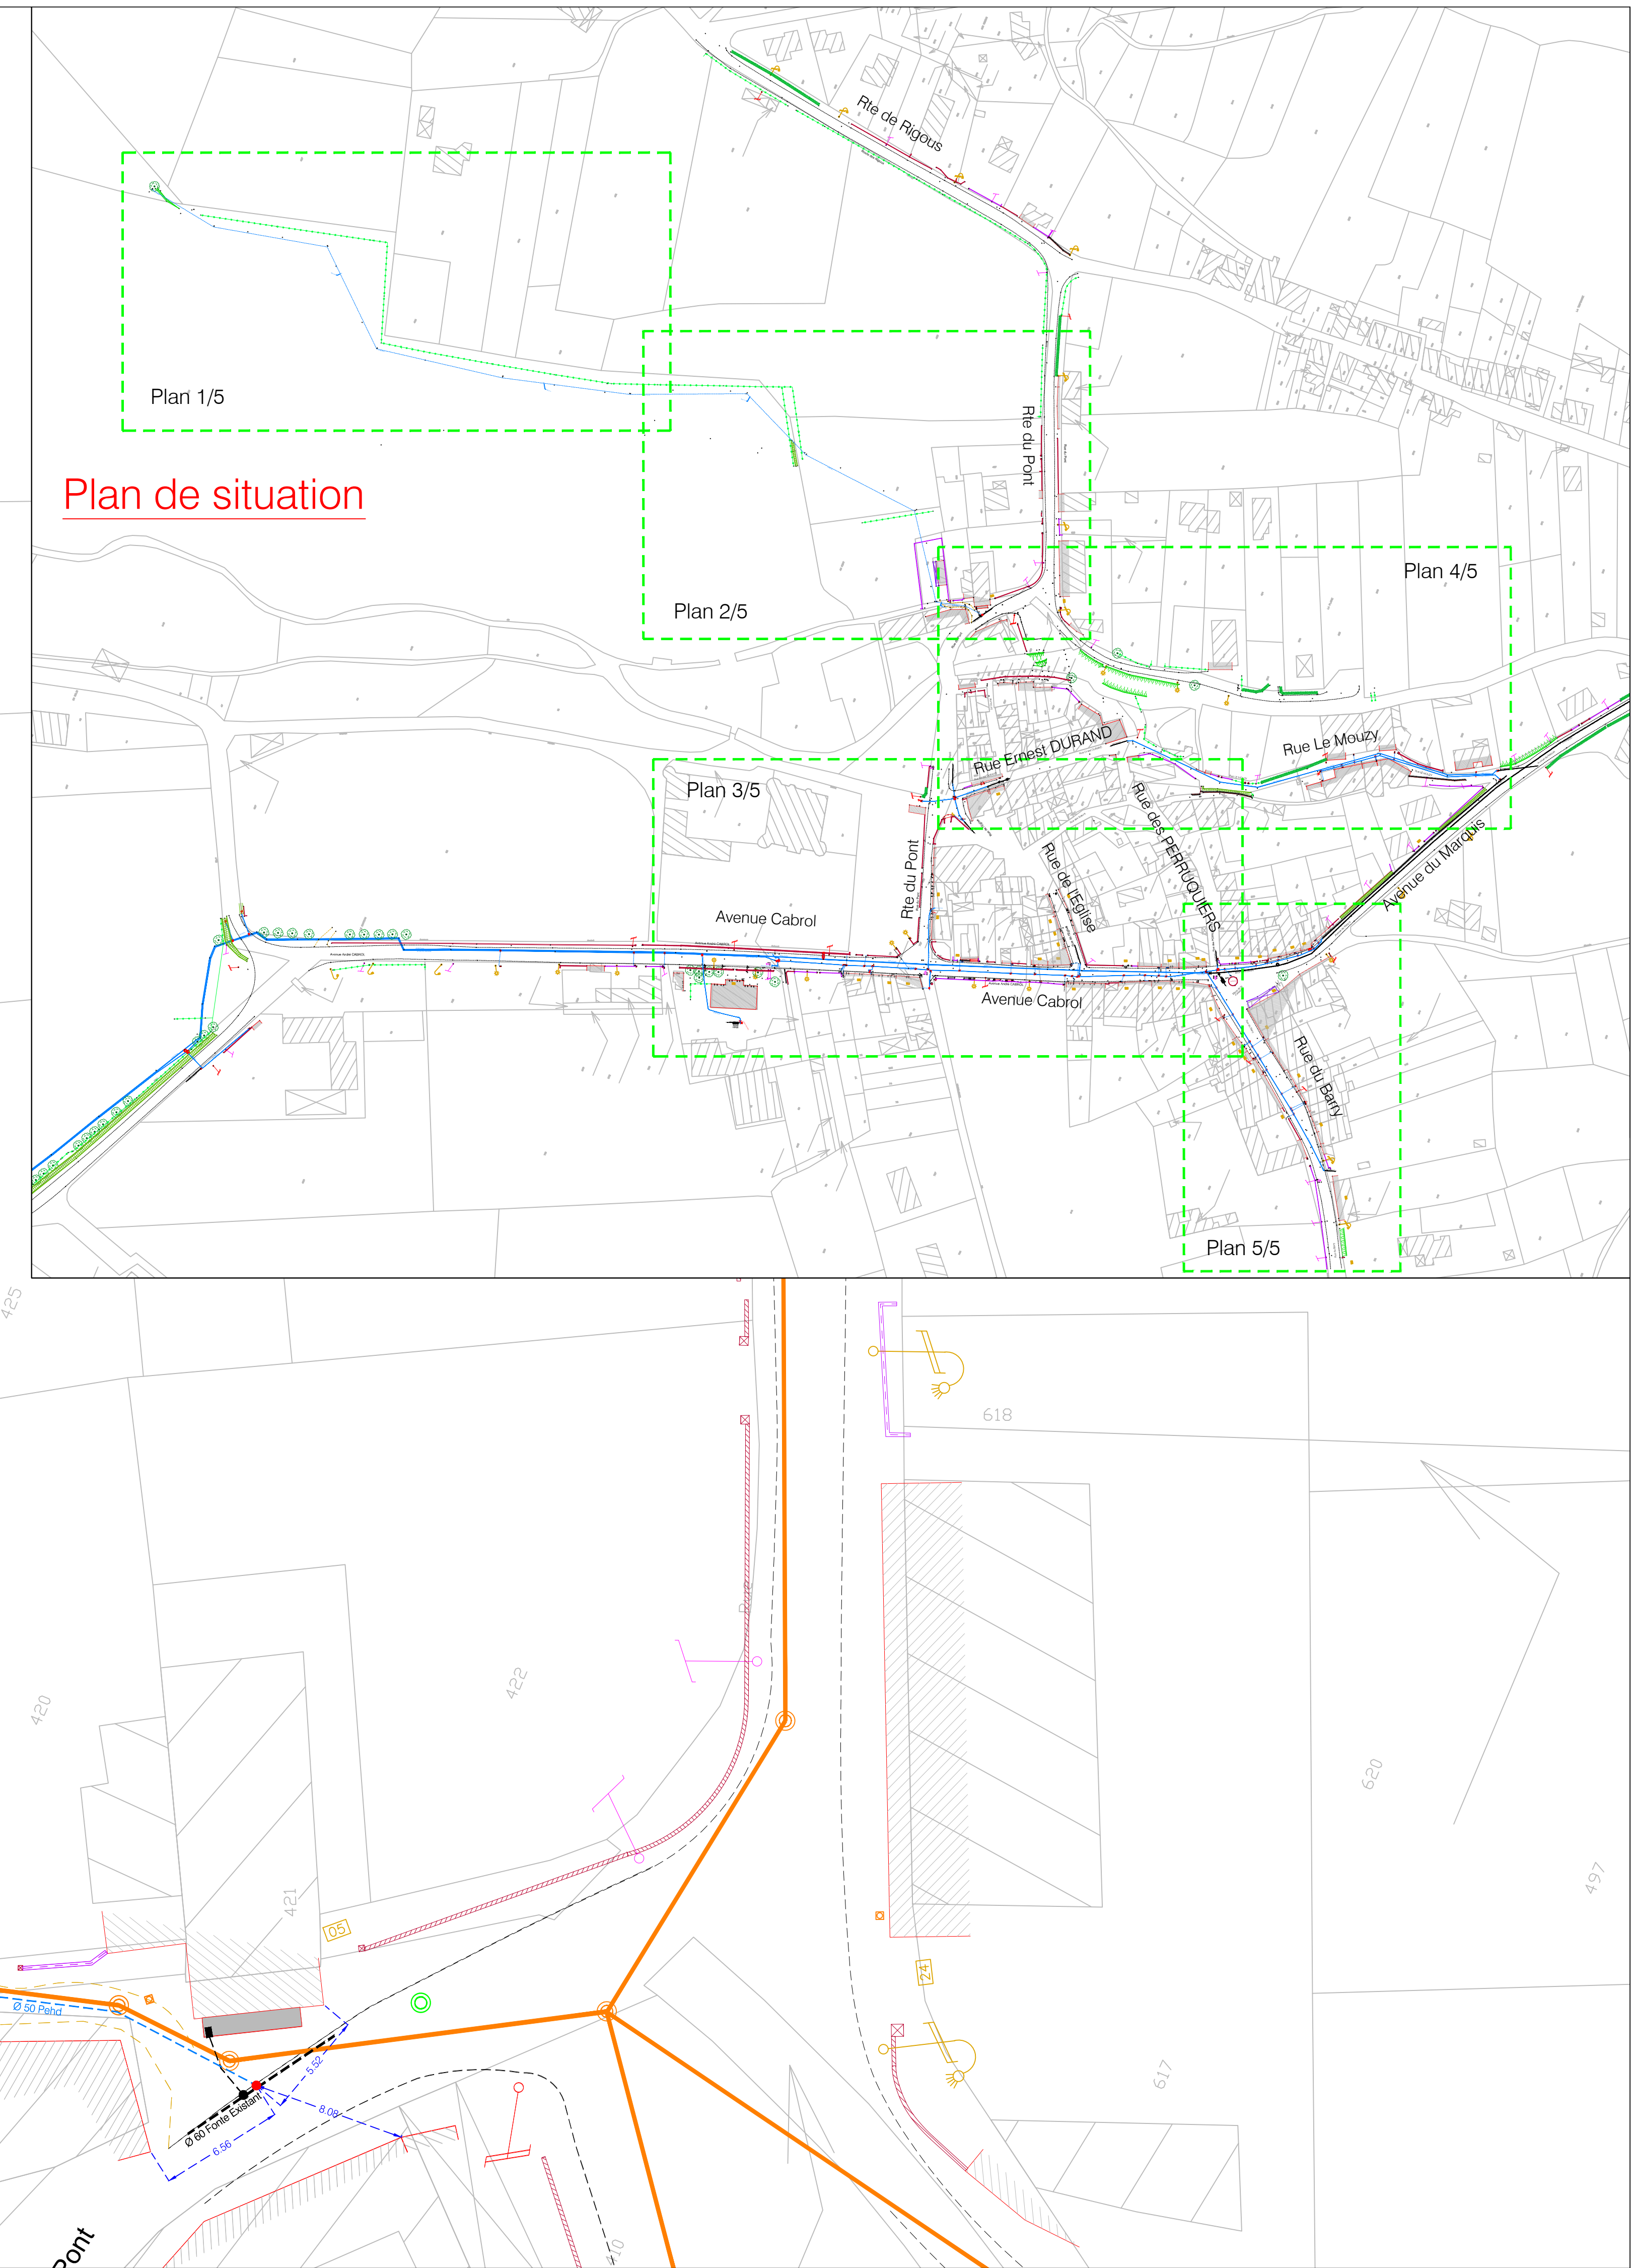 Rte de Rigous
Plan 1/5
Rte du Pont
Plan de situation
Plan 4/5
Plan 2/5
Rue Ernest DURAND
Rue Le Mouzy
Plan 3/5
Rue des PERRUQUIERS
Avenue du Marquis
Rte du Pont
Rue de l'Eglise
Avenue Cabrol
Avenue Cabrol
Rue du Barry
Plan 5/5
425
618
422
420
620
421
497
05
24
Ø 50 Pehd
5.52
8.08
Ø 60 Fonte Existant
6.56
617
Pont